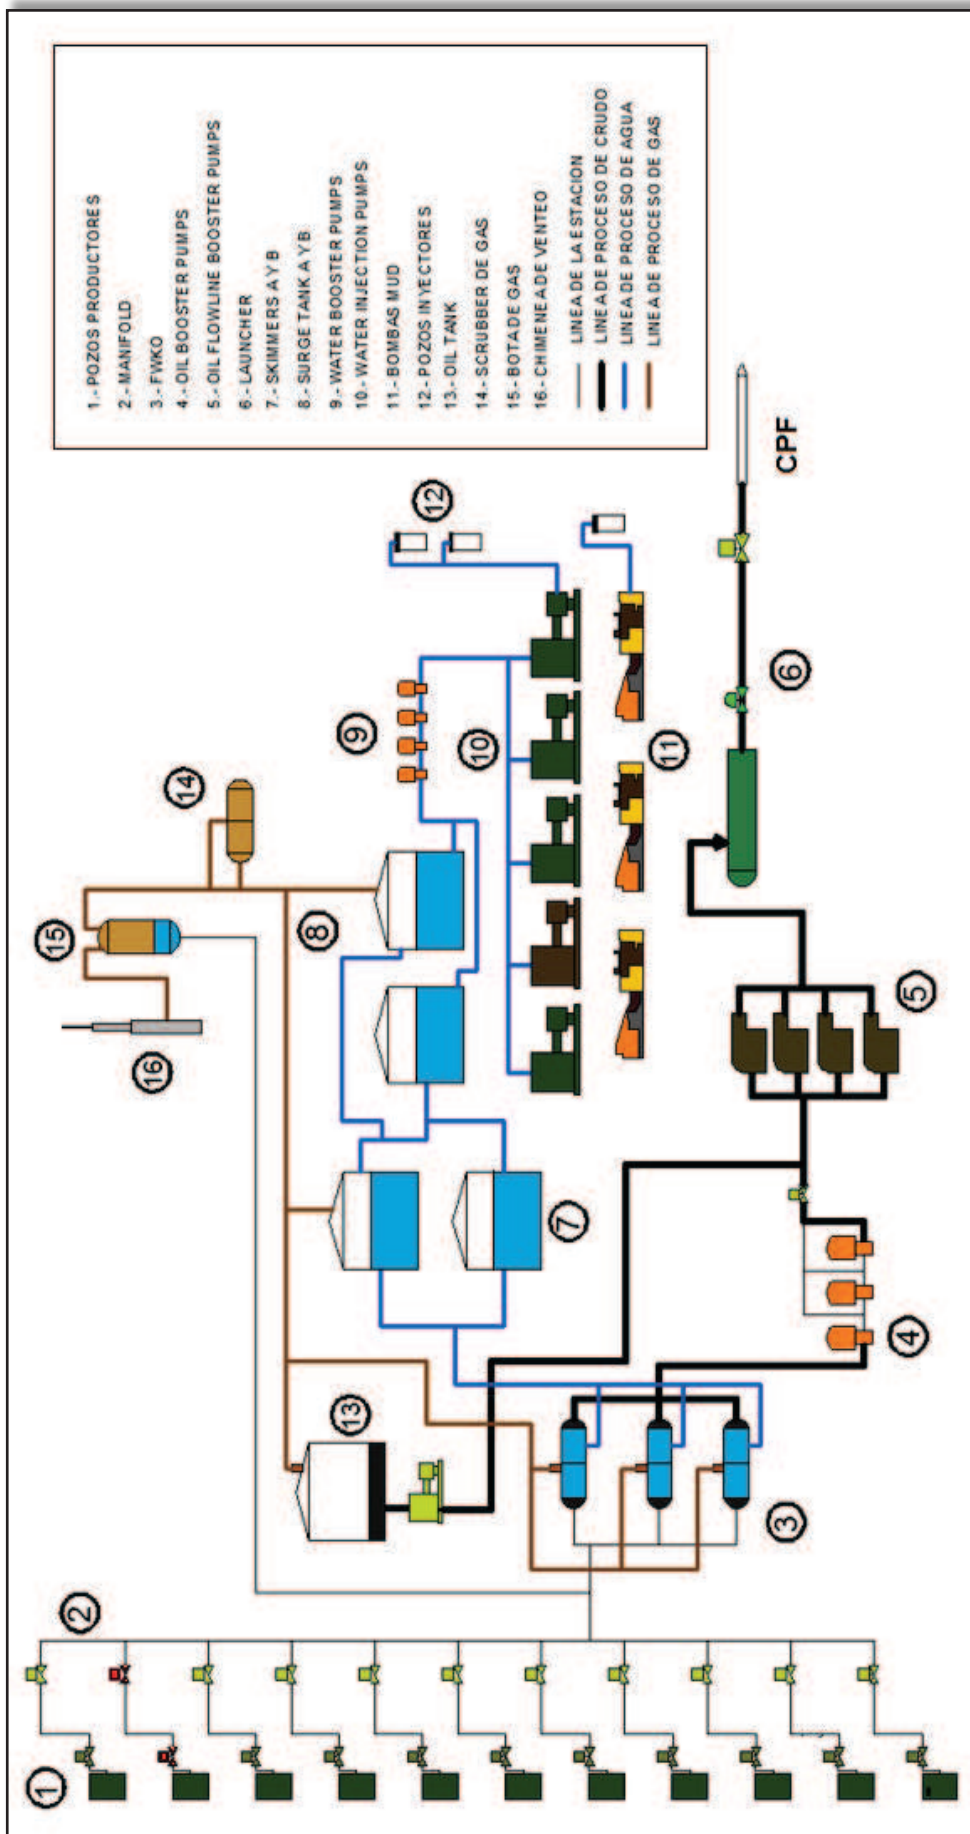 1.- POZOS PRODUCTORES
2.- MANIFOLD
3.- FWKO
4.- OIL BOOSTER PUMPS
5.- OIL FLOWLINE BOOSTER PUMPS
6.- LAUNCHER
7.- SKIMMERS A Y B
8.- SURGE TANK A Y B
9.- WATER BOOSTER PUMPS
10.- WATER INJECTION PUMPS
11.- BOMBAS MUD
12.- POZOS INYECTORES
13.- OIL TANK
14.- SCRUBBER DE GAS
15.- BOTA DE GAS
16.- CHIMENEA DE VENTEO
LINEA DE LA ESTACION
LINEA DE PROCESO DE CRUDO
LINEA DE PROCESO DE AGUA
LINEA DE PROCESO DE GAS
1
2
3
4
5
6
7
8
9
10
11
12
13
14
15
16
CPF